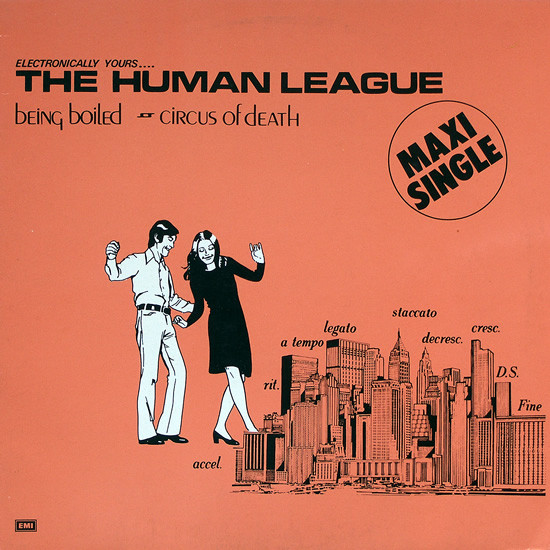 ELECTRONICALLY YOURS....
THE HUMAN LEAGUE
being boiled - circus of death
MAXI
SINGLE
staccato
legato
cresc.
a tempo
decresc.
rit.
D.S.
Fine
accel.
EMI